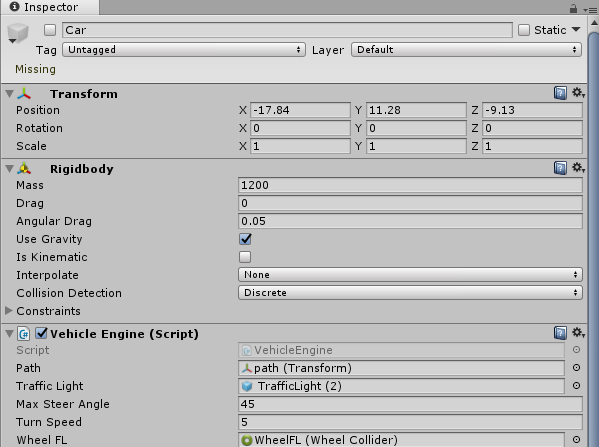 Inspector
Car Static
Tag Untagged Layer Default
Missing
Transform
Position X -17.84 Y 11.28 Z -9.13
Rotation X 0 Y 0 Z 0
Scale X 1 Y 1 Z 1
Rigidbody
Mass 1200
Drag 0
Angular Drag 0.05
Use Gravity
Is Kinematic
Interpolate None
Collision Detection Discrete
Constraints
Vehicle Engine (Script)
Script VehicleEngine
Path path (Transform)
Traffic Light TrafficLight (2)
Max Steer Angle 45
Turn Speed 5
Wheel FL WheelFL (Wheel Collider)